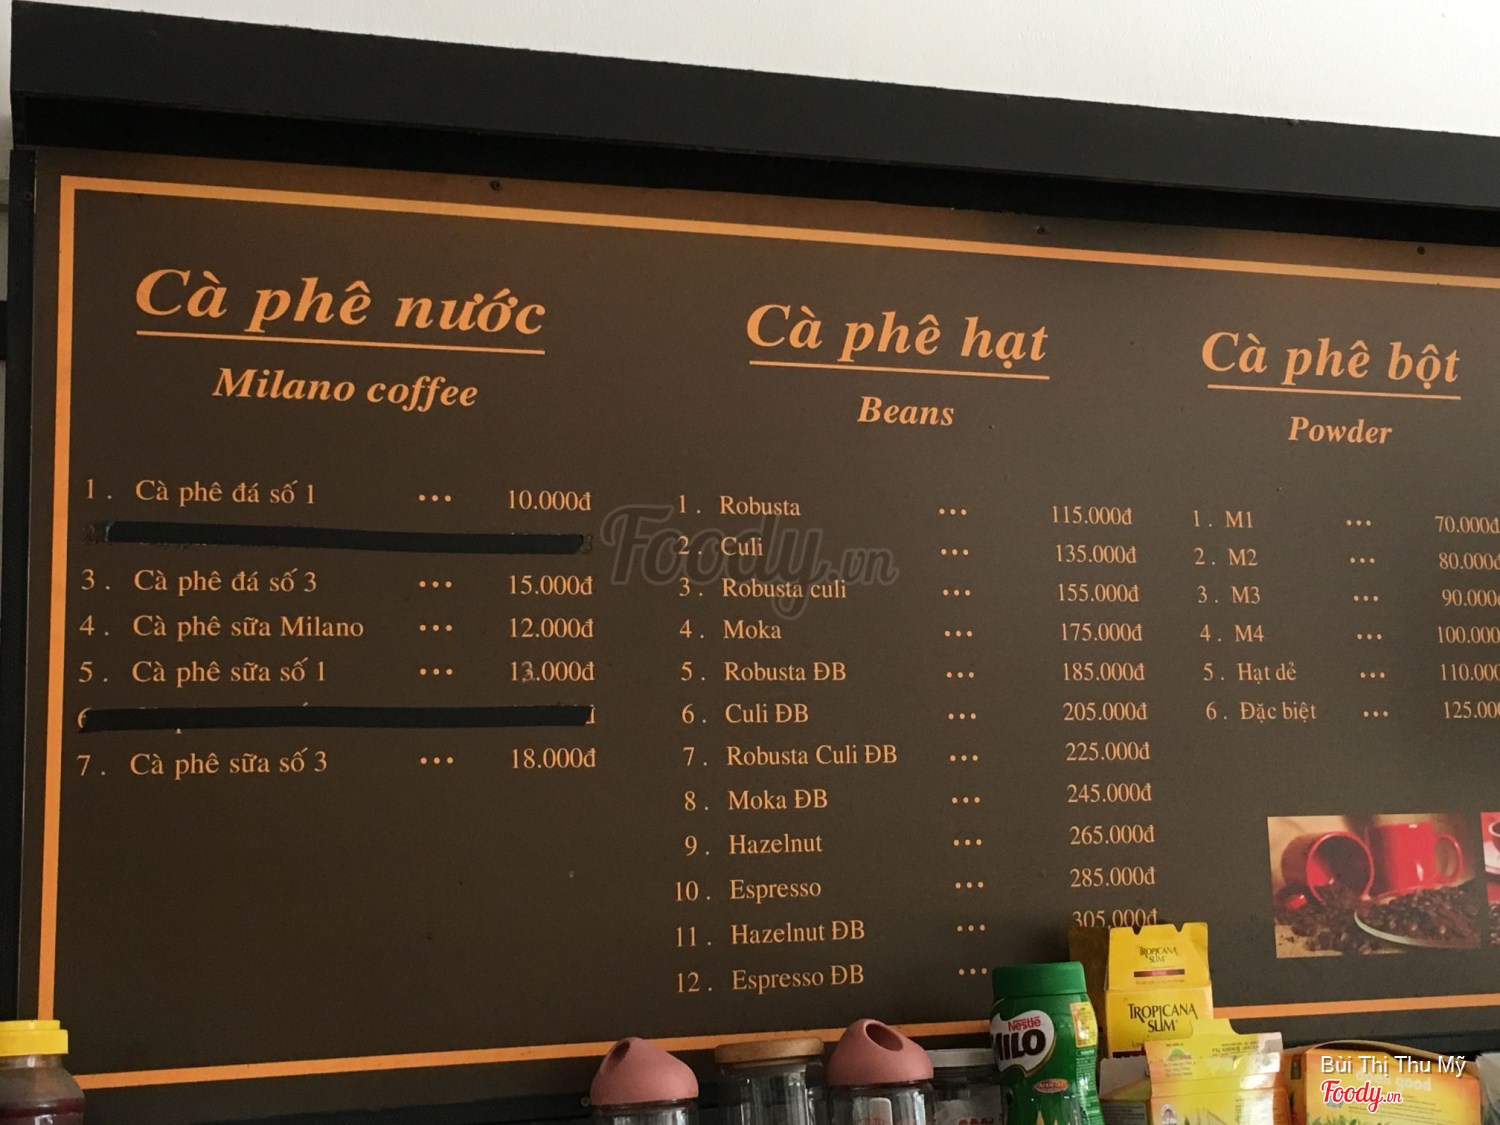 Cà phê nước
Milano coffee
1 . Cà phê đá số 1 ... 10.000đ
3 . Cà phê đá số 3 ... 15.000đ
4 . Cà phê sữa Milano ... 12.000đ
5 . Cà phê sữa số 1 ... 13.000đ
7 . Cà phê sữa số 3 ... 18.000đ
Cà phê hạt
Beans
1 . Robusta ... 115.000đ
2 . Culi ... 135.000đ
3 . Robusta culi ... 155.000đ
4 . Moka ... 175.000đ
5 . Robusta ĐB ... 185.000đ
6 . Culi ĐB ... 205.000đ
7 . Robusta Culi ĐB ... 225.000đ
8 . Moka ĐB ... 245.000đ
9 . Hazelnut ... 265.000đ
10 . Espresso ... 285.000đ
11 . Hazelnut ĐB ... 305.000đ
12 . Espresso ĐB ...
Cà phê bột
Powder
1 . M1 ... 70.000đ
2 . M2 ... 80.000đ
3 . M3 ... 90.000đ
4 . M4 ... 100.000
5 . Hạt dẻ ... 110.000
6 . Đặc biệt ... 125.00
Foody.vn
TROPICANA
SLIM
TROPICANA
SLIM
Nestlé
MILO
good
Bùi Thị Thu Mỹ
Foody.vn